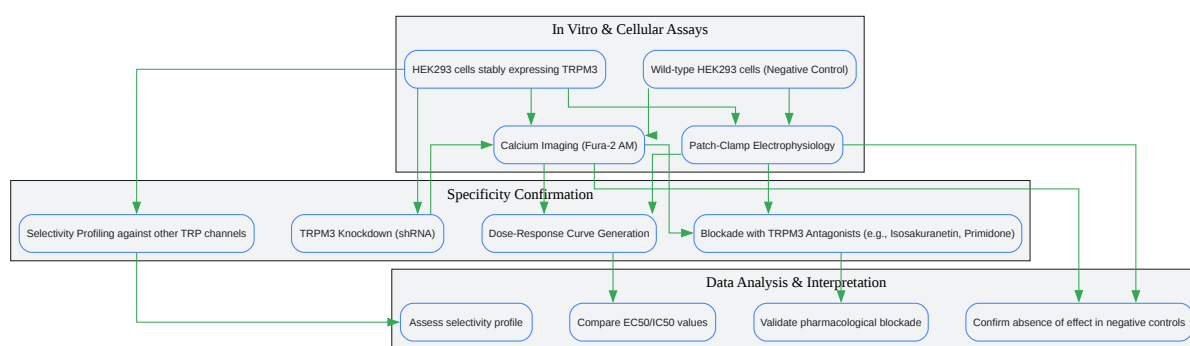 In Vitro & Cellular Assays
HEK293 cells stably expressing TRPM3
Wild-type HEK293 cells (Negative Control)
Calcium Imaging (Fura-2 AM)
Patch-Clamp Electrophysiology
Specificity Confirmation
Selectivity Profiling against other TRP channels
TRPM3 Knockdown (shRNA)
Dose-Response Curve Generation
Blockade with TRPM3 Antagonists (e.g., Isosakuranetin, Primidone)
Data Analysis & Interpretation
Assess selectivity profile
Compare EC50/IC50 values
Validate pharmacological blockade
Confirm absence of effect in negative controls